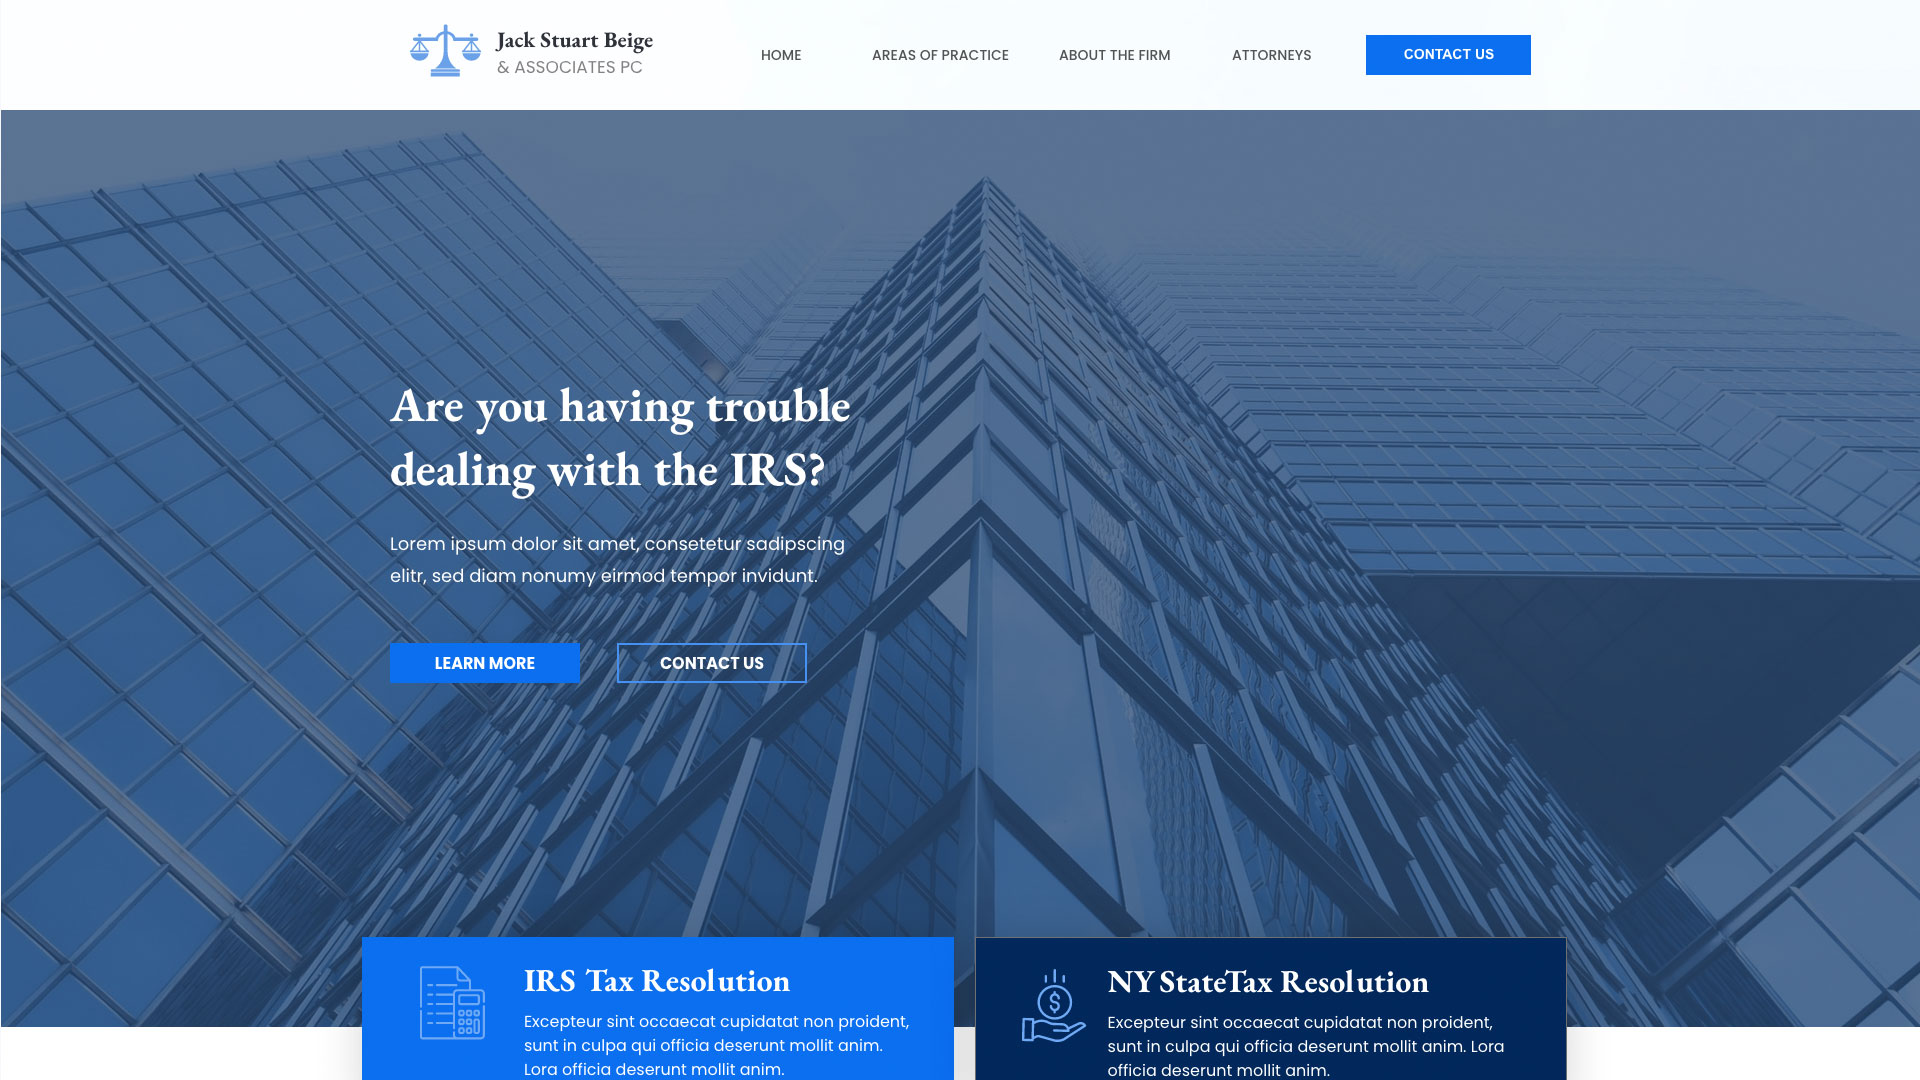 Jack Stuart Beige
& ASSOCIATES PC
HOME
AREAS OF PRACTICE
ABOUT THE FIRM
ATTORNEYS
CONTACT US
Are you having trouble
dealing with the IRS?
Lorem ipsum dolor sit amet, consetetur sadipscing
elitr, sed diam nonumy eirmod tempor invidunt.
LEARN MORE
CONTACT US
IRS Tax Resolution
Excepteur sint occaecat cupidatat non proident,
sunt in culpa qui officia deserunt mollit anim.
Lora officia deserunt mollit anim.
NY StateTax Resolution
Excepteur sint occaecat cupidatat non proident,
sunt in culpa qui officia deserunt mollit anim. Lora
officia deserunt mollit anim.